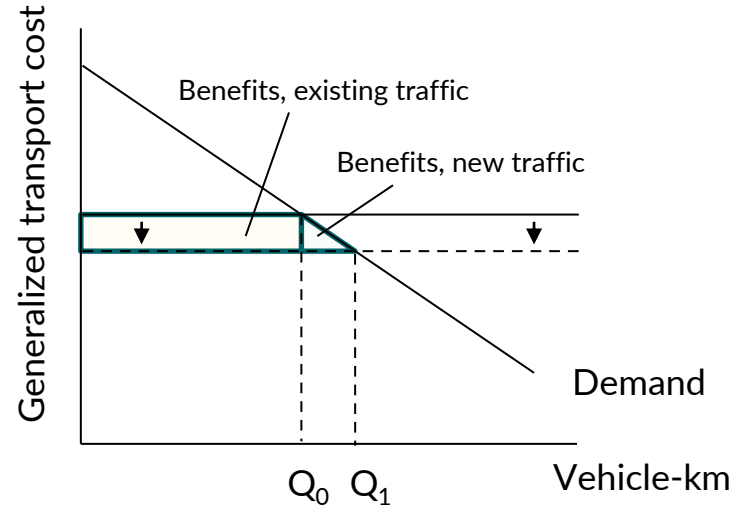 Generalized transport cost
Benefits, existing traffic
Benefits, new traffic
Demand
Q₀ Q₁
Vehicle-km